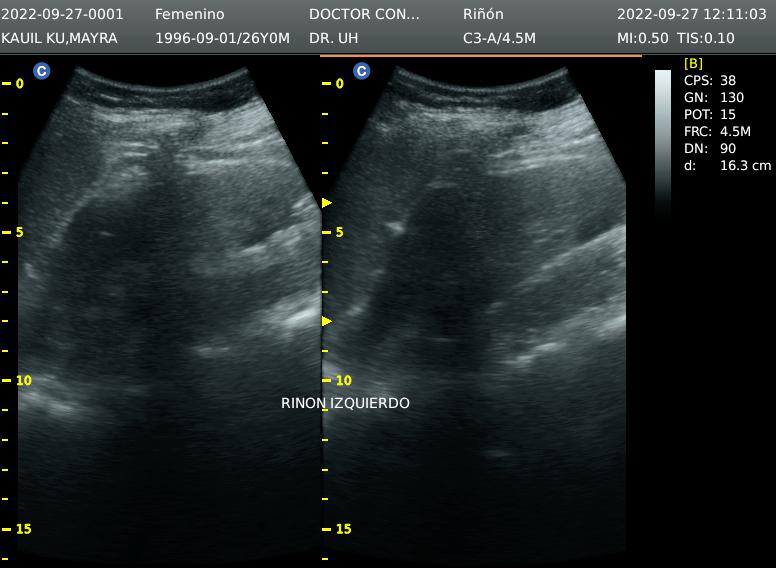 2022-09-27-0001 Femenino DOCTOR CON... Riñón 2022-09-27 12:11:03
KAUIL KU,MAYRA 1996-09-01/26Y0M DR. UH C3-A/4.5M MI:0.50 TIS:0.10
C C [B]
0 0 CPS: 38
GN: 130
POT: 15
FRC: 4.5M
DN: 90
d: 16.3 cm
5 5
10 10
RINON IZQUIERDO
15 15